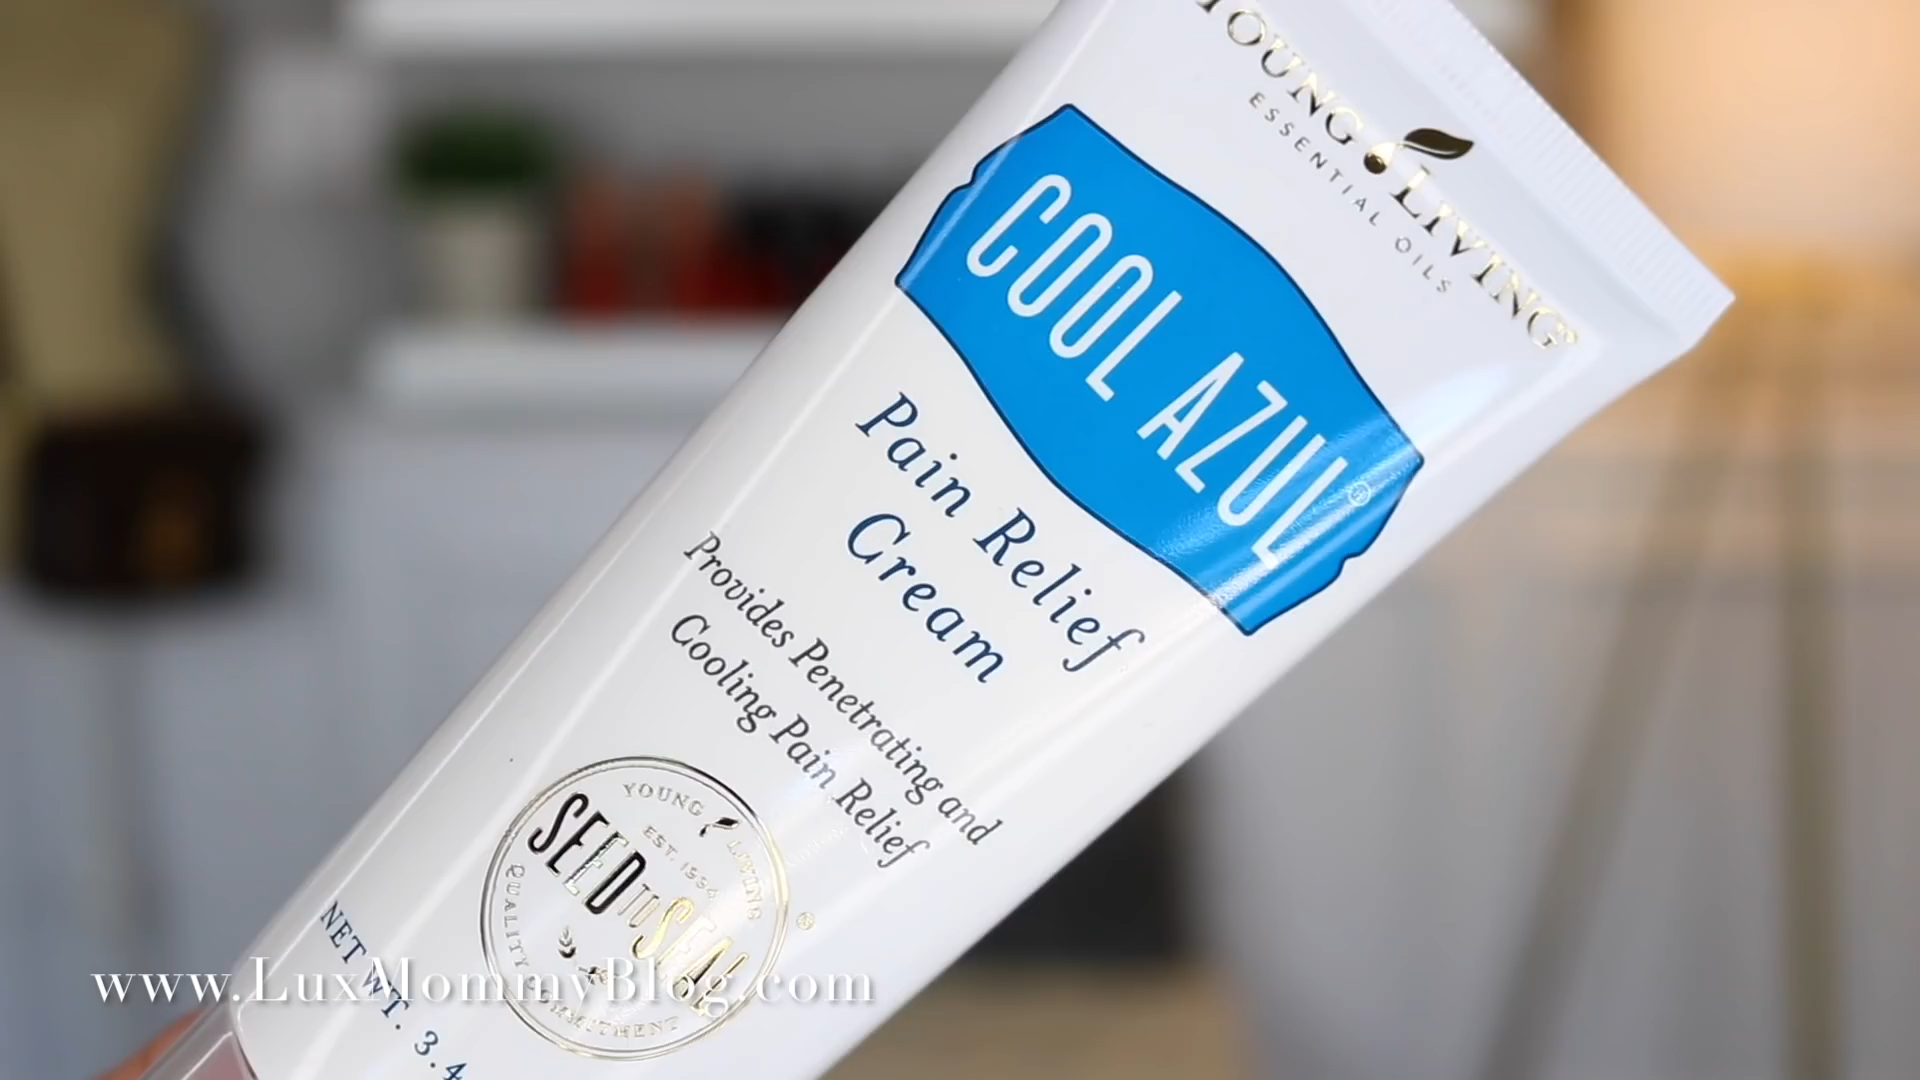 YOUNG LIVING®
ESSENTIAL OILS
COOL AZUL®
Pain Relief
Cream
Provides Penetrating and
Cooling Pain Relief
YOUNG LIVING
EST. 1994
SEED TO SEAL®
QUALITY COMMITMENT
NET WT. 3.4
www.LuxMommyBlog.com